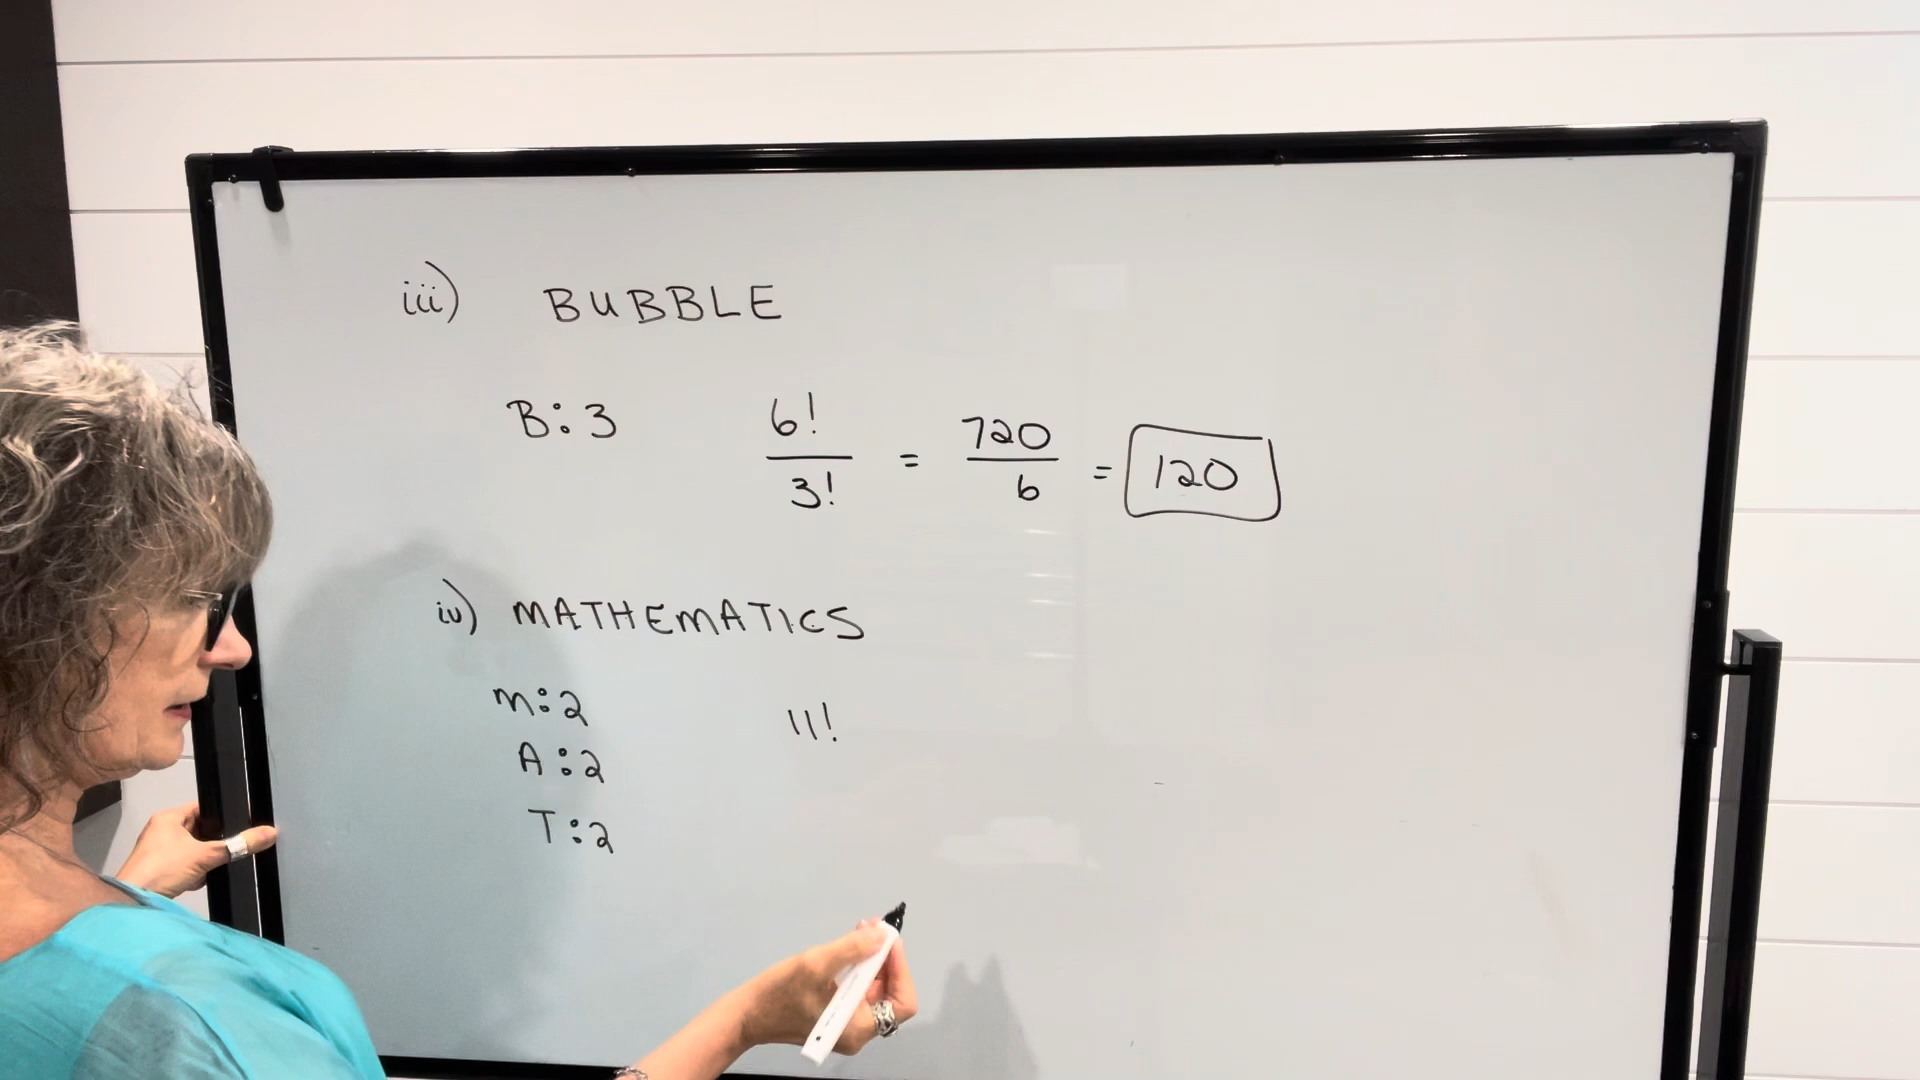 iii) BUBBLE
B:3 6!/3! = 720/6 = 120
iv) MATHEMATICS
M:2 11!
A:2
T:2